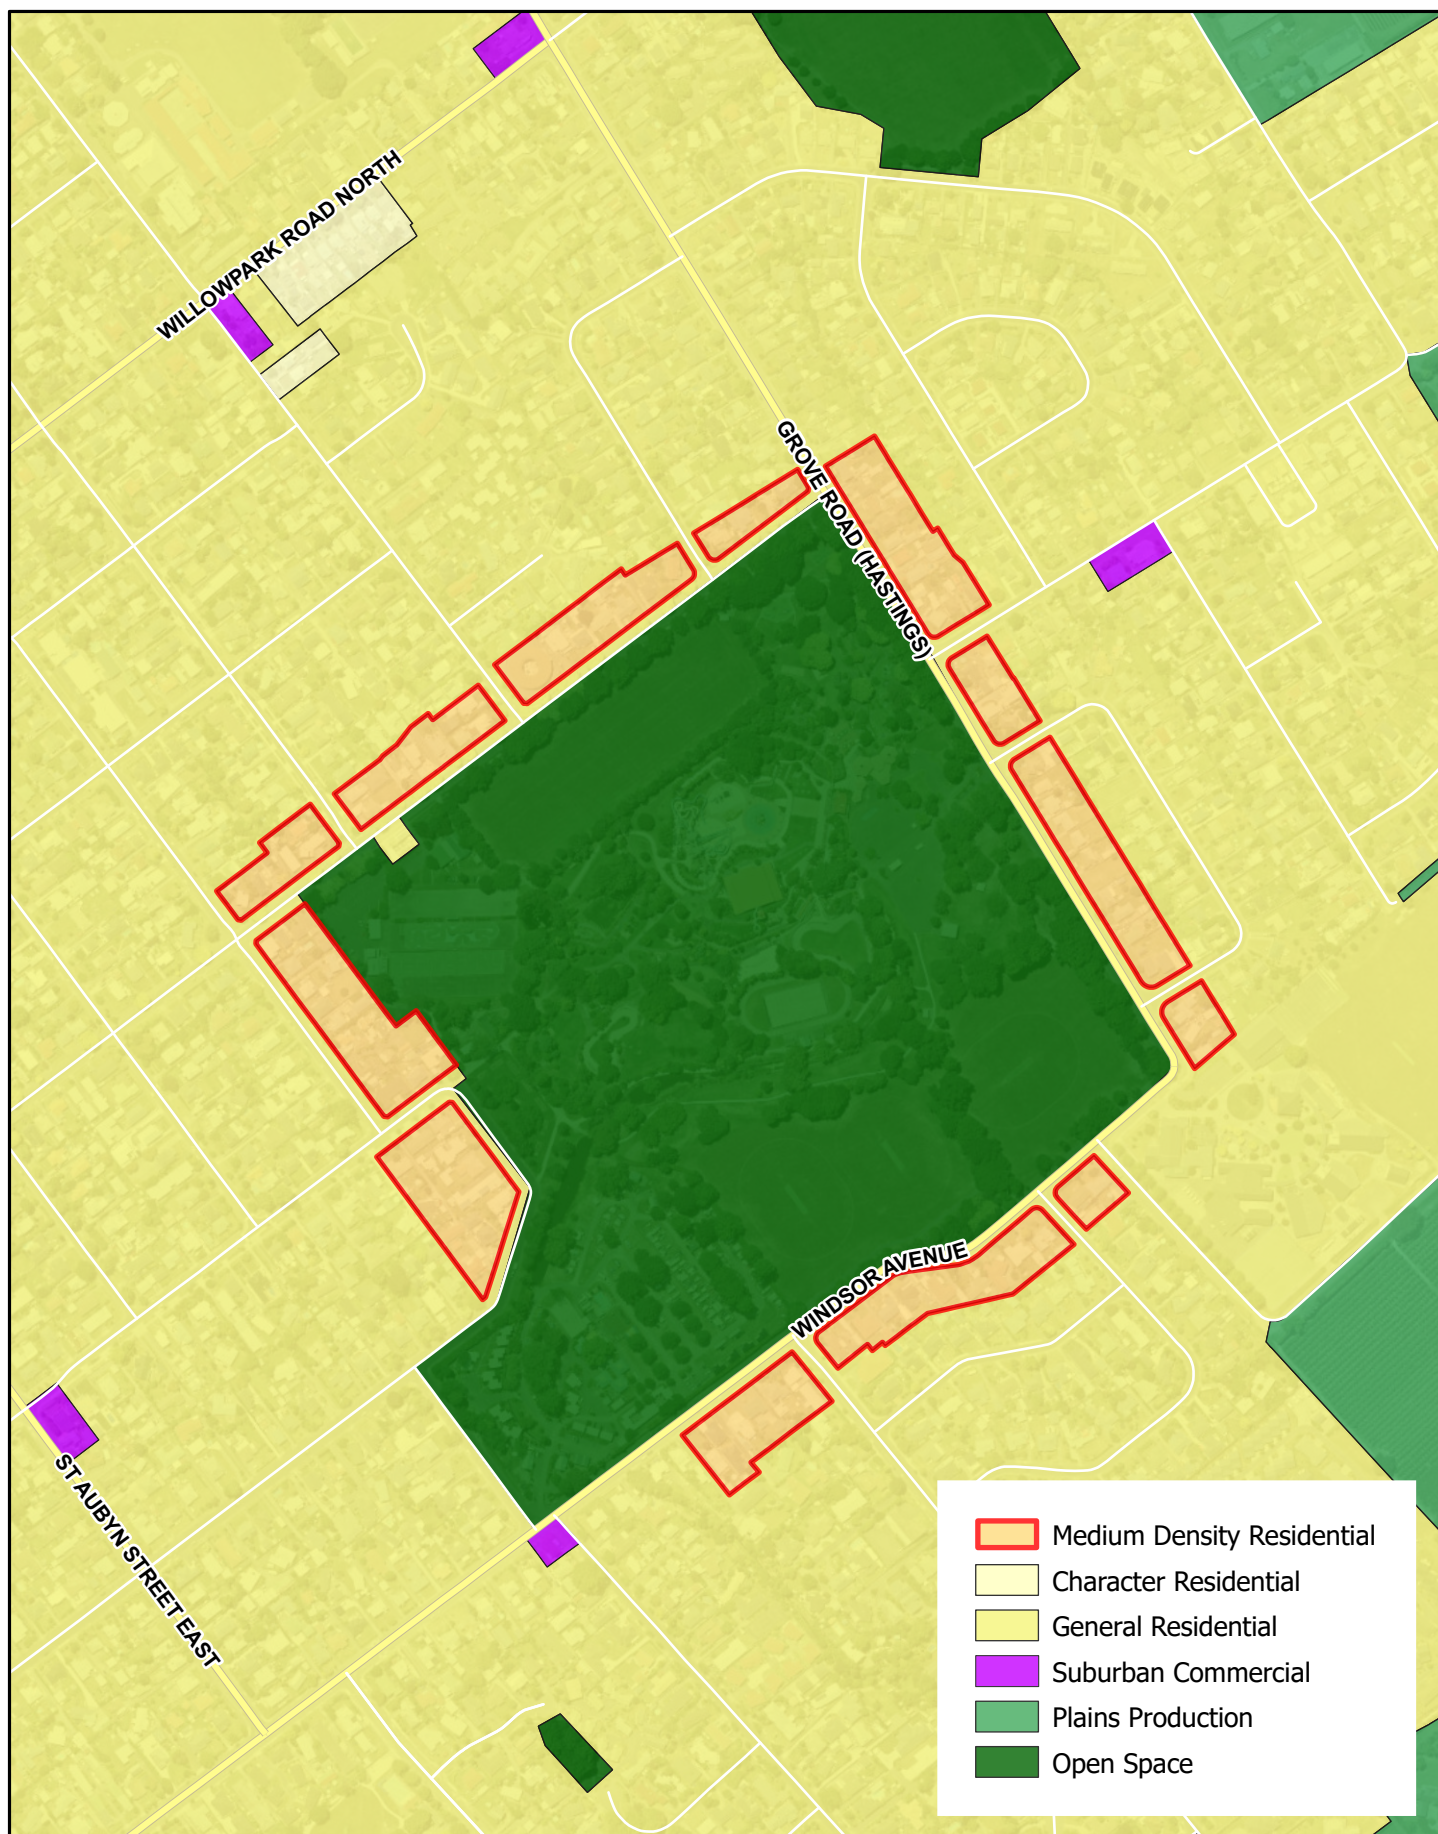 WILLOWPARK ROAD NORTH
GROVE ROAD (HASTINGS)
WINDSOR AVENUE
ST AUBYN STREET EAST
Medium Density Residential
Character Residential
General Residential
Suburban Commercial
Plains Production
Open Space